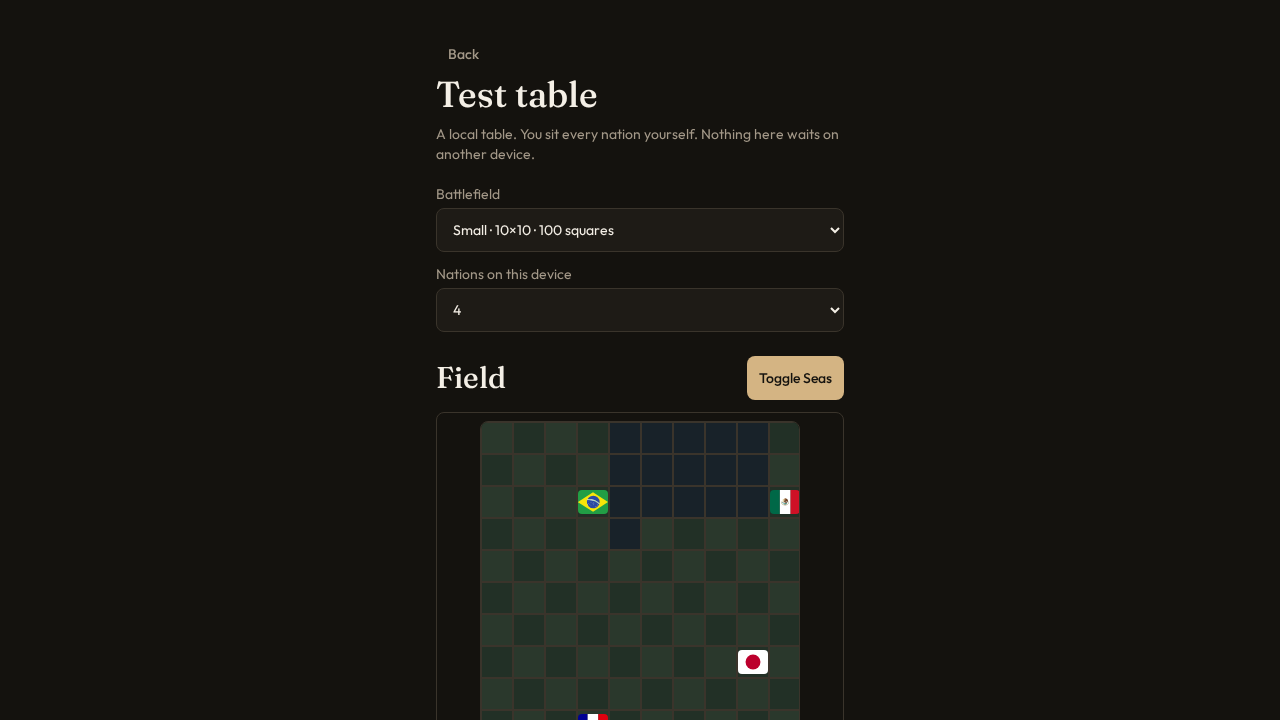 Back
Test table
A local table. You sit every nation yourself. Nothing here waits on
another device.
Battlefield
Small · 10×10 · 100 squares
Nations on this device
4
Field
Toggle Seas